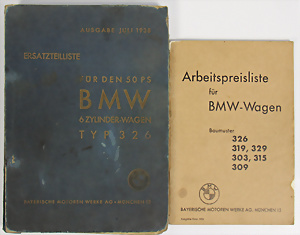 AUSGABE JULI 1936
ERSATZTEILLISTE
FÜR DEN 50 PS
BMW
6 ZYLINDER-WAGEN
TYP 326
BAYERISCHE MOTOREN WERKE AG • MÜNCHEN 13
Arbeitspreisliste
für
BMW-Wagen
Baumuster
326
319, 329
303, 315
309
BAYERISCHE MOTOREN WERKE AG. MÜNCHEN 13